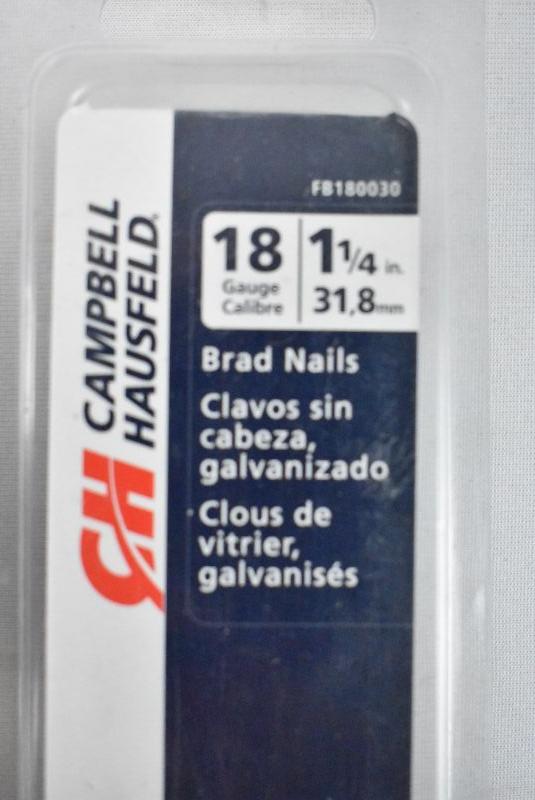 CAMPBELL
HAUSFELD®
CH
FB180030
18
Gauge
Calibre
1 1/4 in.
31,8mm
Brad Nails
Clavos sin
cabeza,
galvanizado
Clous de
vitrier,
galvanisés